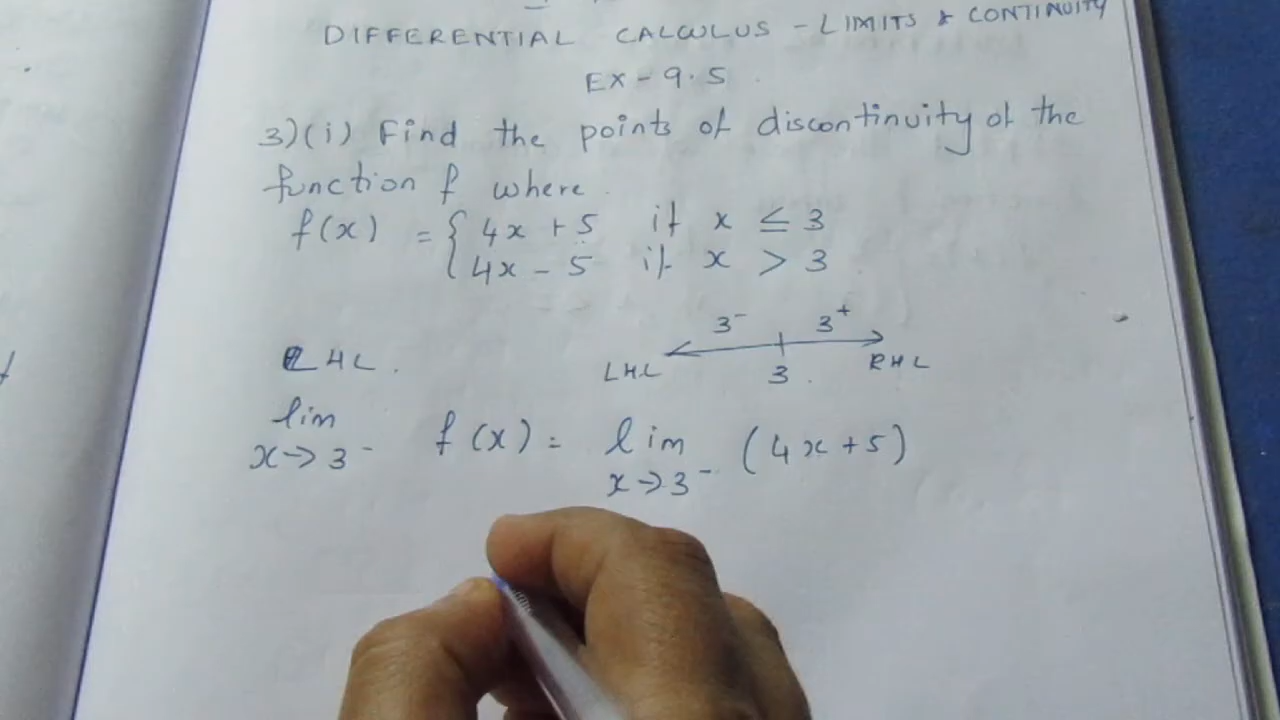 DIFFERENTIAL CALCULUS - LIMITS & CONTINUITY
EX - 9.5
3)(i) Find the points of discontinuity of the
function f where
f(x) = { 4x + 5 if x ≤ 3
4x - 5 if x > 3
3⁻ 3⁺
LHL. LHL 3 RHL
lim f(x) = lim (4x+5)
x→3⁻ x→3⁻